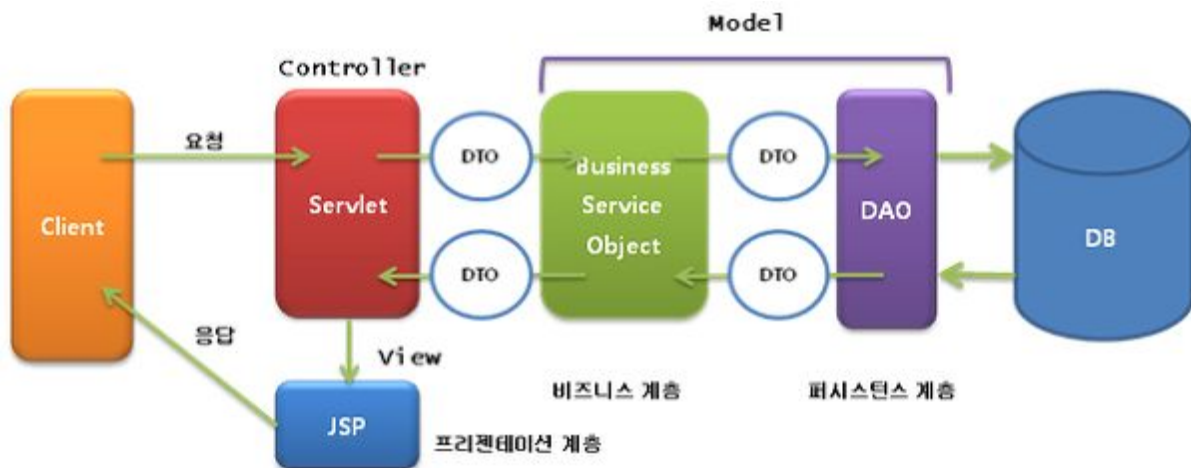 Model
Controller
요청
DTO
DTO
Client
Servlet
Business
Service
Object
DAO
DB
DTO
DTO
응답
View
JSP
비즈니스 계층
퍼시스턴스 계층
프리젠테이션 계층